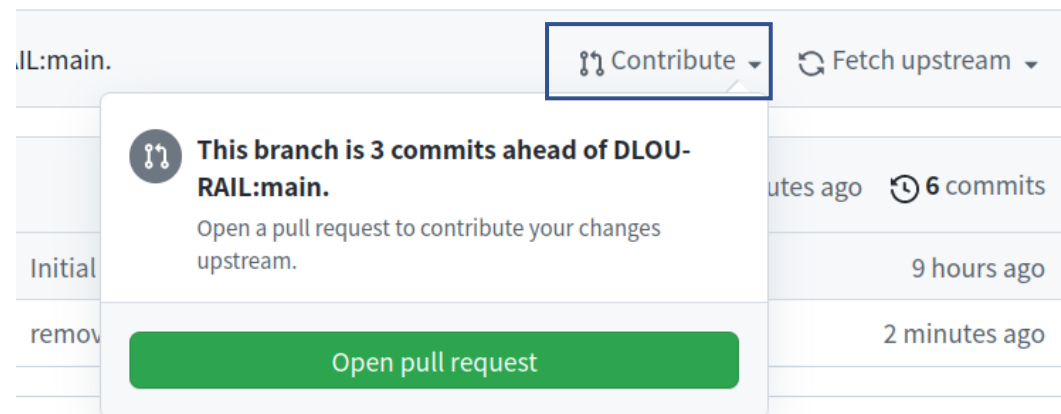 IL:main.
Contribute
Fetch upstream
This branch is 3 commits ahead of DLOU-
RAIL:main.
utes ago
6 commits
Open a pull request to contribute your changes
upstream.
Initial
9 hours ago
remov
2 minutes ago
Open pull request